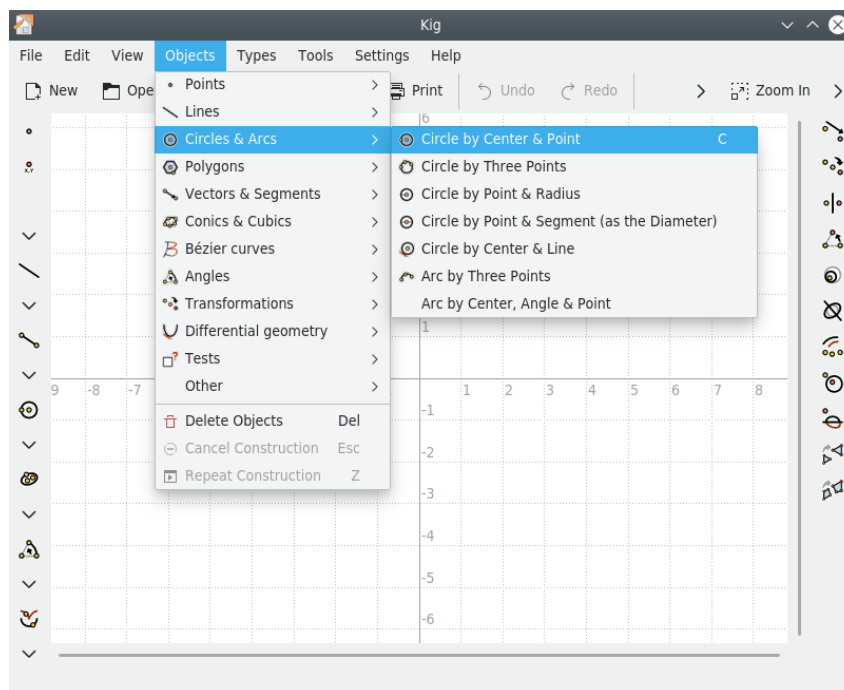 Kig
File Edit View Objects Types Tools Settings Help
New Ope Print Undo Redo Zoom In
Points
Lines
Circles & Arcs
Polygons
Vectors & Segments
Conics & Cubics
Bézier curves
Angles
Transformations
Differential geometry
Tests
Other
Delete Objects Del
Cancel Construction Esc
Repeat Construction Z
Circle by Center & Point C
Circle by Three Points
Circle by Point & Radius
Circle by Point & Segment (as the Diameter)
Circle by Center & Line
Arc by Three Points
Arc by Center, Angle & Point
X,Y
6
1
9 -8 -7 1 2 3 4 5 6 7 8
-1
-2
-3
-4
-5
-6